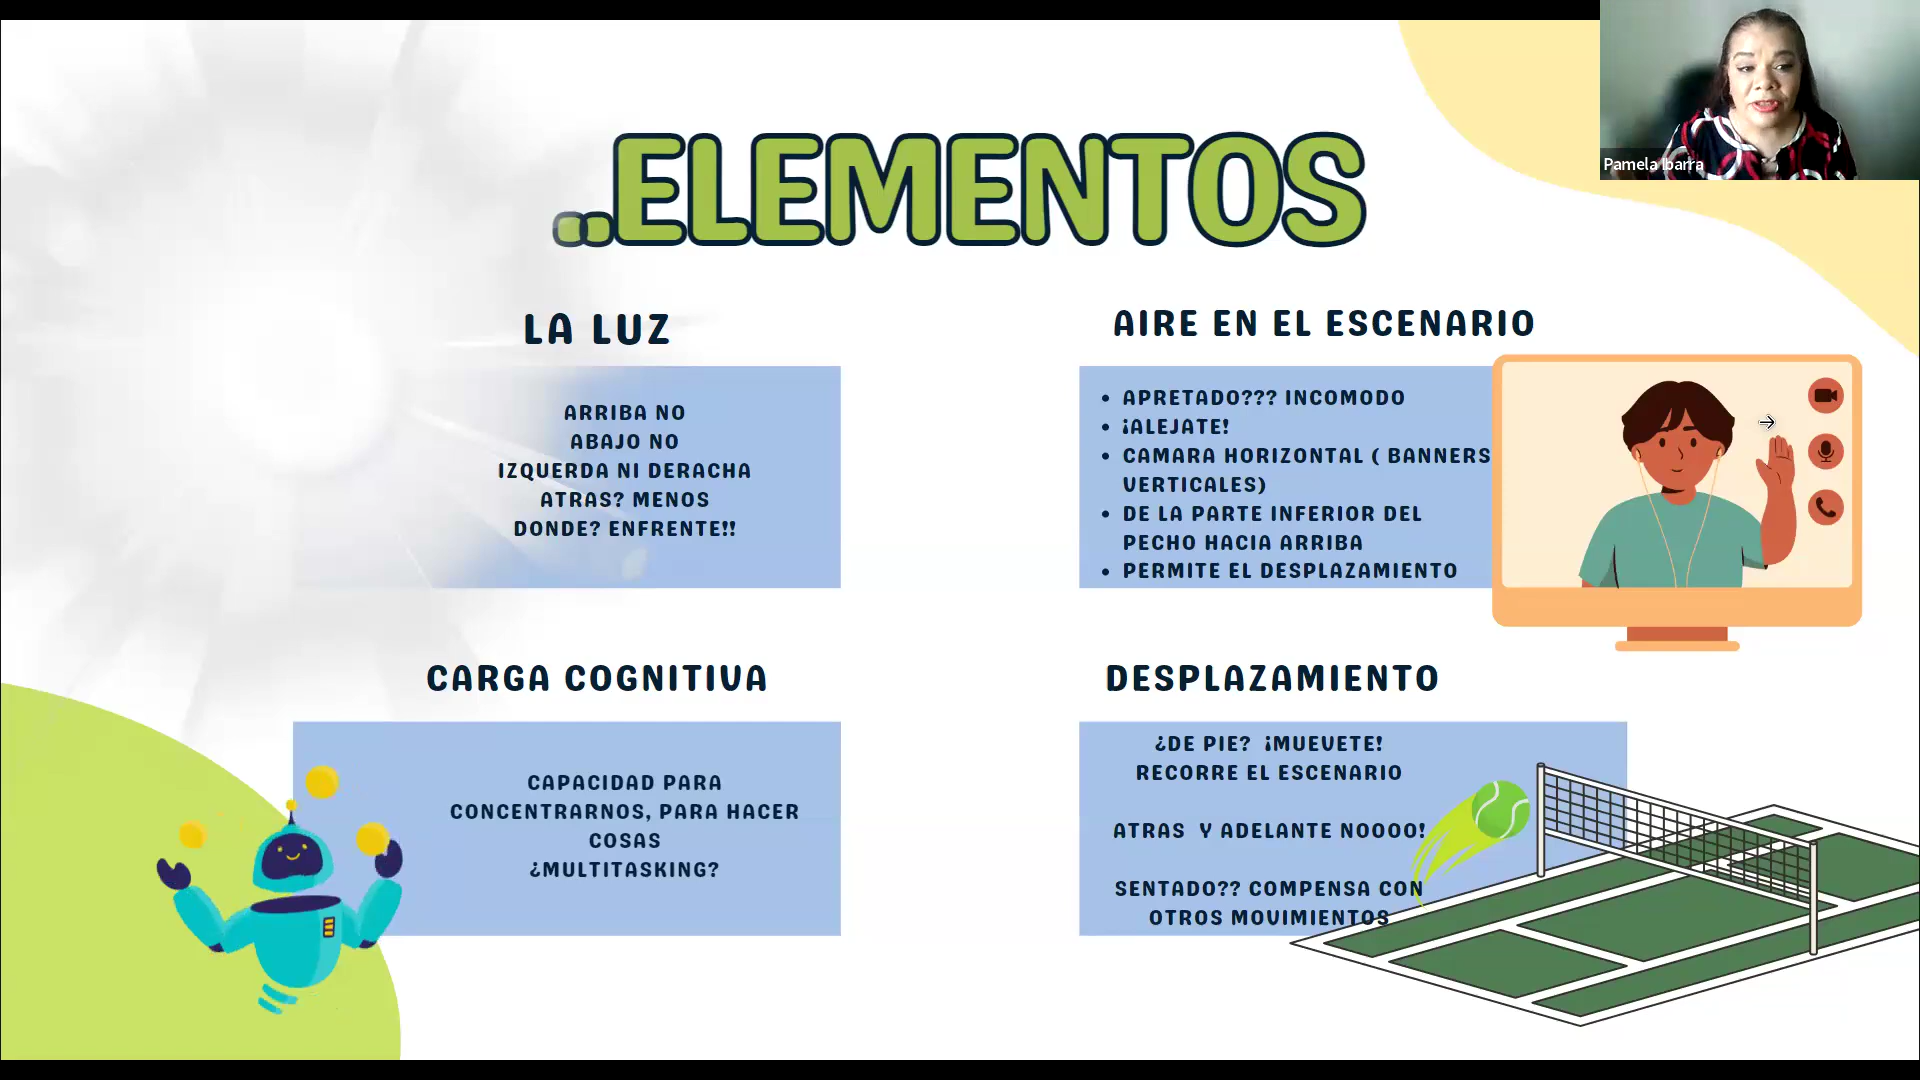 Pamela Ibarra
..ELEMENTOS
LA LUZ
ARRIBA NO
ABAJO NO
IZQUERDA NI DERACHA
ATRAS? MENOS
DONDE? ENFRENTE!!
AIRE EN EL ESCENARIO
• APRETADO??? INCOMODO
• ¡ALEJATE!
• CAMARA HORIZONTAL ( BANNERS
VERTICALES)
• DE LA PARTE INFERIOR DEL
PECHO HACIA ARRIBA
• PERMITE EL DESPLAZAMIENTO
CARGA COGNITIVA
CAPACIDAD PARA
CONCENTRARNOS, PARA HACER
COSAS
¿MULTITASKING?
DESPLAZAMIENTO
¿DE PIE? ¡MUEVETE!
RECORRE EL ESCENARIO
ATRAS Y ADELANTE NOOOO!
SENTADO?? COMPENSA CON
OTROS MOVIMIENTOS